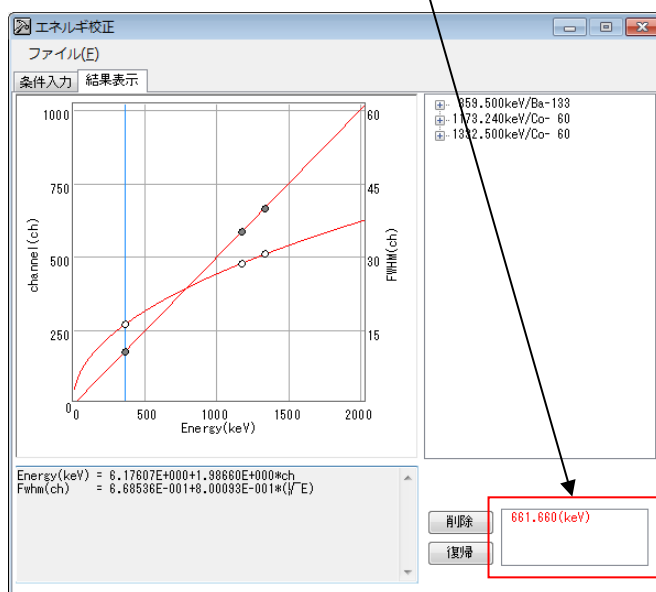 エネルギ校正
ファイル(F)
条件入力 結果表示
1000
750
500
250
0
channel(ch)
60
45
30
15
FWHM(ch)
0 500 1000 1500 2000
Energy(keV)
359.500keV/Ba-133
1173.240keV/Co- 60
1332.500keV/Co- 60
Energy(keV) = 6.17607E+000+1.98660E+000*ch
Fwhm(ch) = 6.68536E-001+8.00093E-001*(√E)
削除
復帰
661.660(keV)